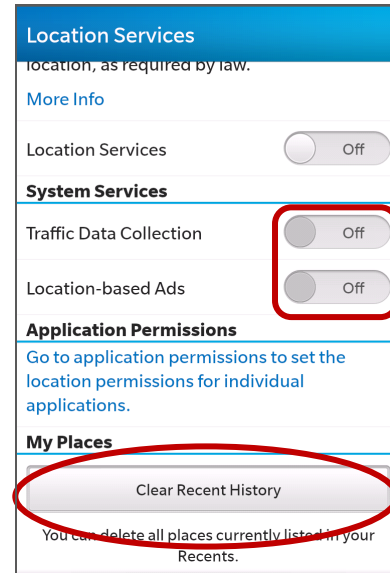 Location Services
location, as required by law.
More Info
Location Services Off
System Services
Traffic Data Collection Off
Location-based Ads Off
Application Permissions
Go to application permissions to set the
location permissions for individual
applications.
My Places
Clear Recent History
You can delete all places currently listed in your
Recents.